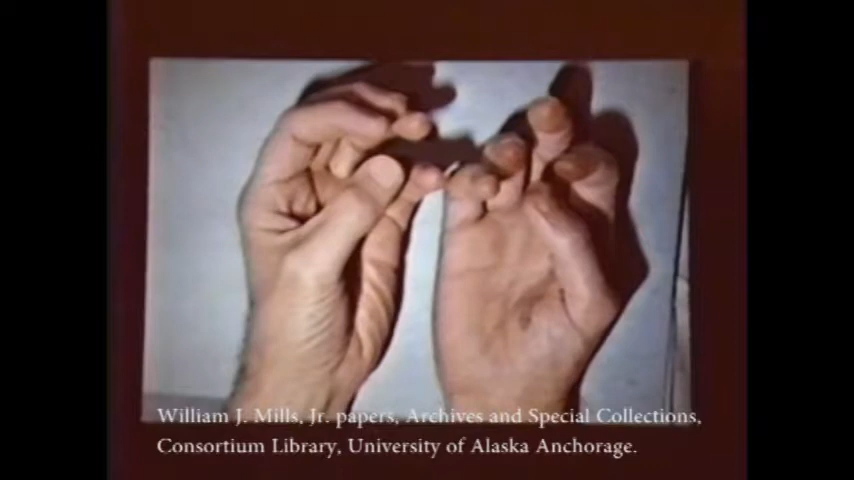 William J. Mills, Jr. papers, Archives and Special Collections,
Consortium Library, University of Alaska Anchorage.